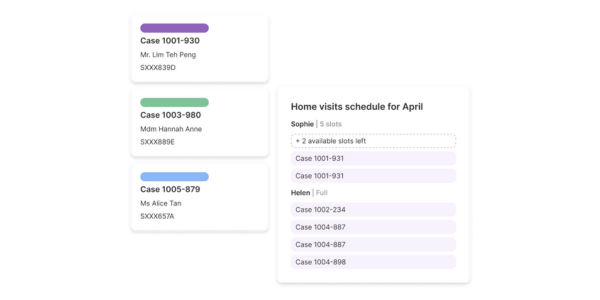 Case 1001-930
Mr. Lim Teh Peng
SXXX839D
Case 1003-980
Mdm Hannah Anne
SXXX889E
Case 1005-879
Ms Alice Tan
SXXX657A
Home visits schedule for April
Sophie | 5 slots
+ 2 available slots left
Case 1001-931
Case 1001-931
Helen | Full
Case 1002-234
Case 1004-887
Case 1004-887
Case 1004-898